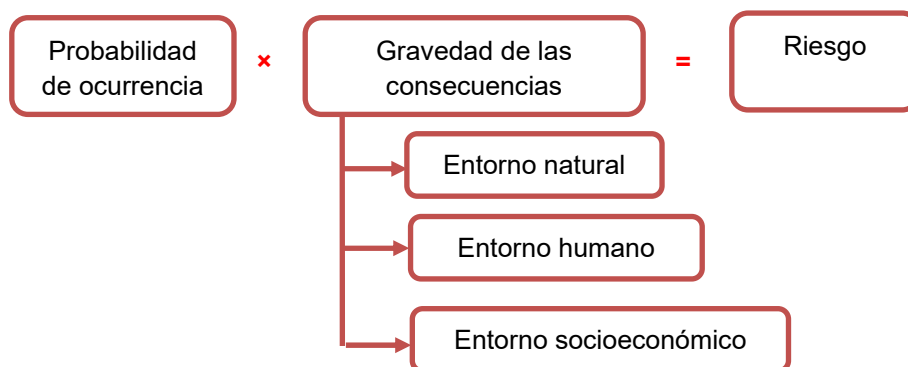 Probabilidad
de ocurrencia
×
Gravedad de las
consecuencias
=
Riesgo
Entorno natural
Entorno humano
Entorno socioeconómico